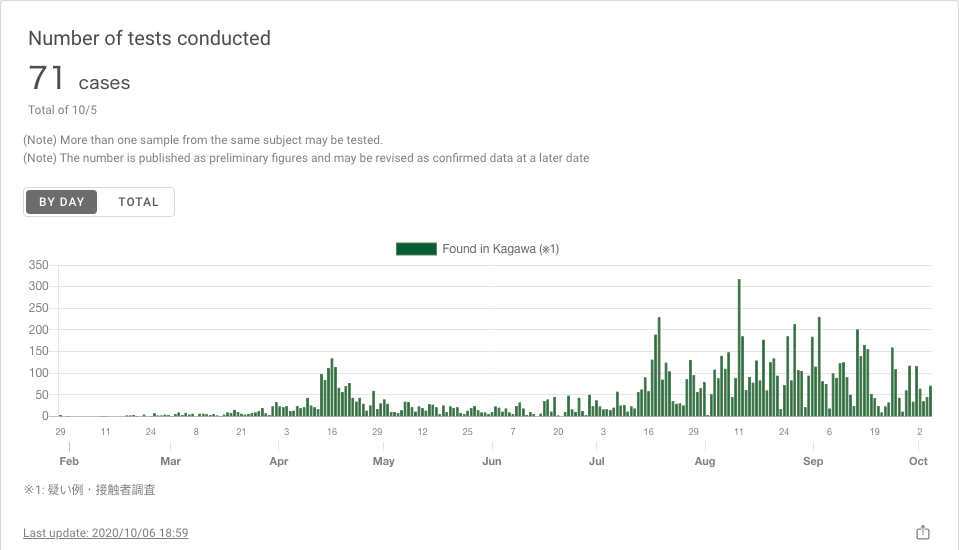 Number of tests conducted
71 cases
Total of 10/5
(Note) More than one sample from the same subject may be tested.
(Note) The number is published as preliminary figures and may be revised as confirmed data at a later date
BY DAY TOTAL
Found in Kagawa (※1)
350
300
250
200
150
100
50
0
29 11 24 8 21 3 16 29 12 25 7 20 3 16 29 11 24 6 19 2
Feb Mar Apr May Jun Jul Aug Sep Oct
※1: 疑い例・接触者調査
Last update: 2020/10/06 18:59